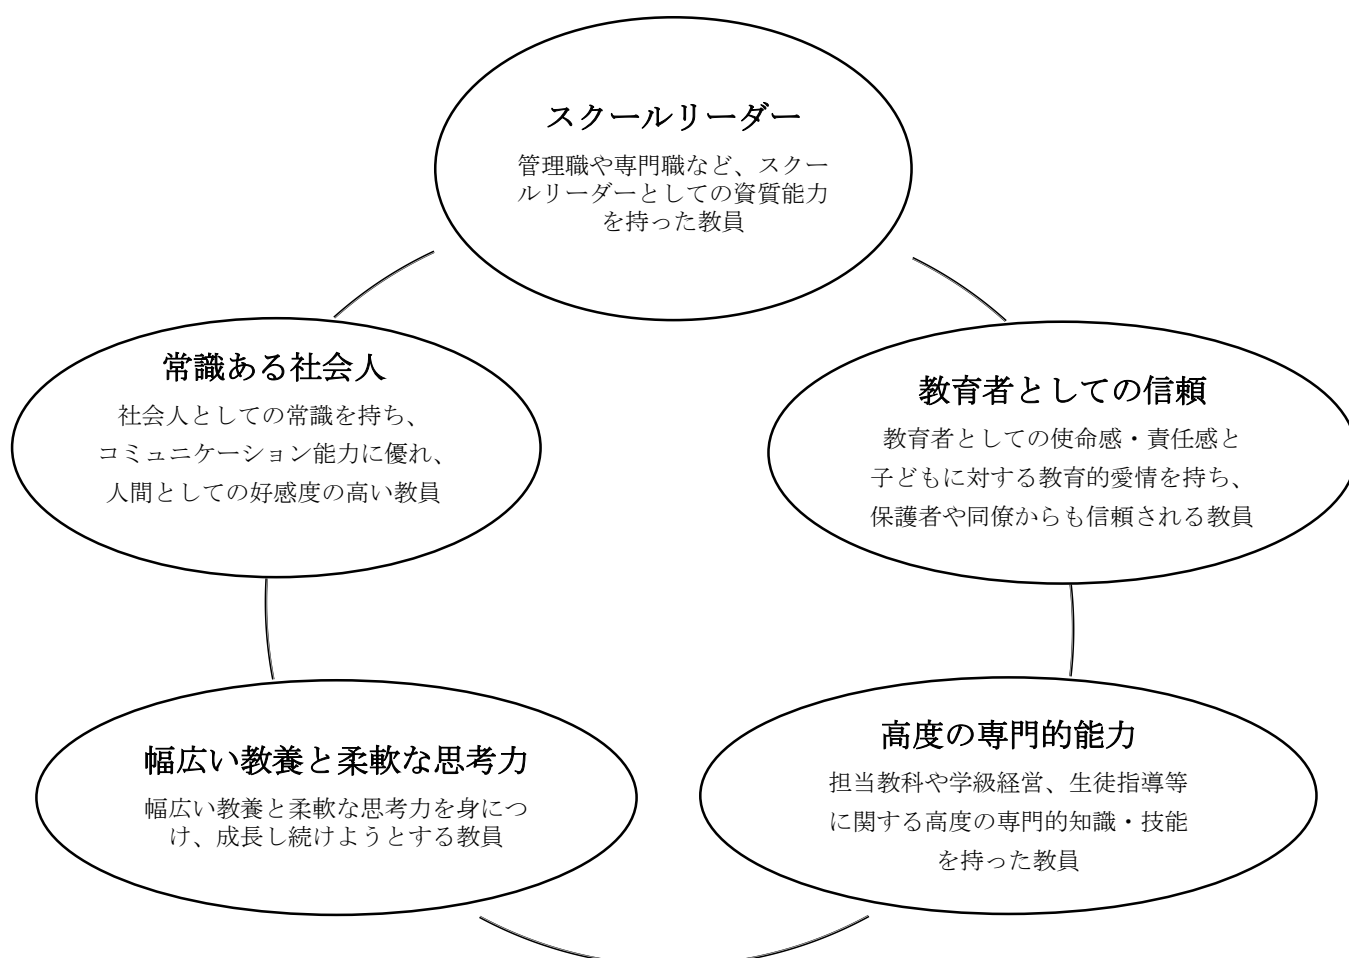 スクールリーダー
管理職や専門職など、スクー
ルリーダーとしての資質能力
を持った教員
常識ある社会人
社会人としての常識を持ち、
コミュニケーション能力に優れ、
人間としての好感度の高い教員
教育者としての信頼
教育者としての使命感・責任感と
子どもに対する教育的愛情を持ち、
保護者や同僚からも信頼される教員
幅広い教養と柔軟な思考力
幅広い教養と柔軟な思考力を身につ
け、成長し続けようとする教員
高度の専門的能力
担当教科や学級経営、生徒指導等
に関する高度の専門的知識・技能
を持った教員